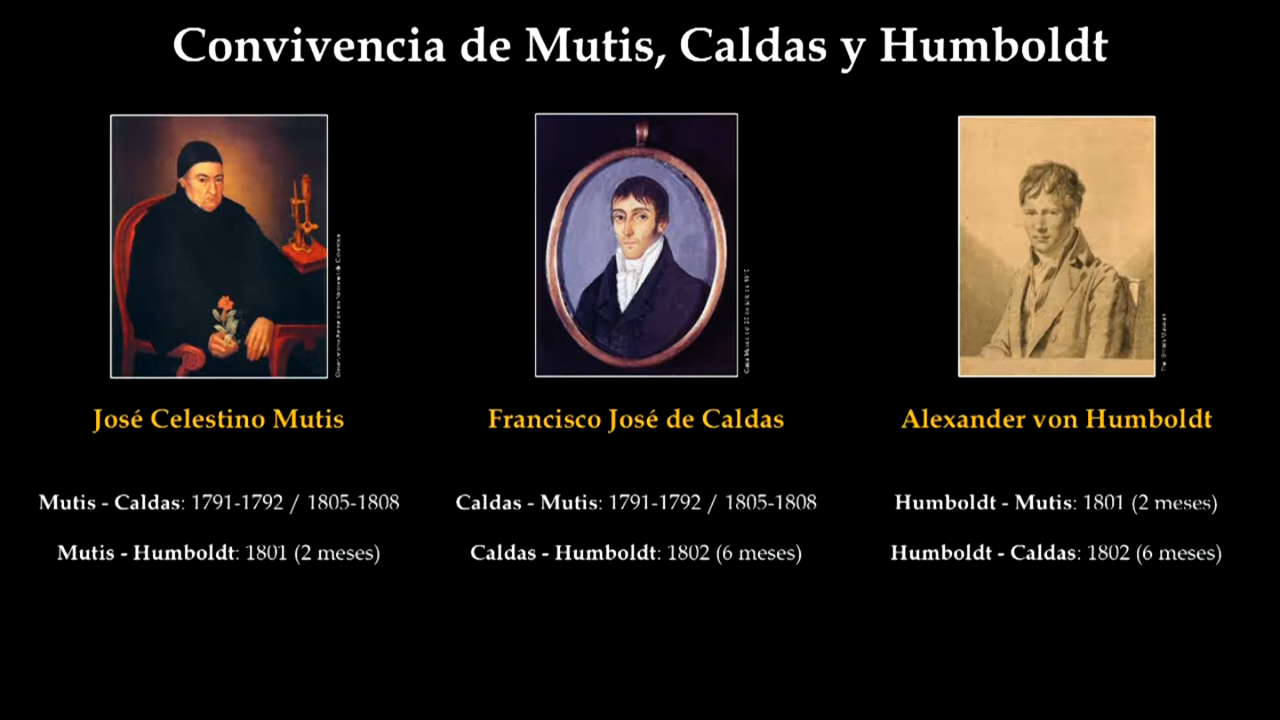 Convivencia de Mutis, Caldas y Humboldt
José Celestino Mutis
Francisco José de Caldas
Alexander von Humboldt
Mutis - Caldas: 1791-1792 / 1805-1808
Caldas - Mutis: 1791-1792 / 1805-1808
Humboldt - Mutis: 1801 (2 meses)
Mutis - Humboldt: 1801 (2 meses)
Caldas - Humboldt: 1802 (6 meses)
Humboldt - Caldas: 1802 (6 meses)